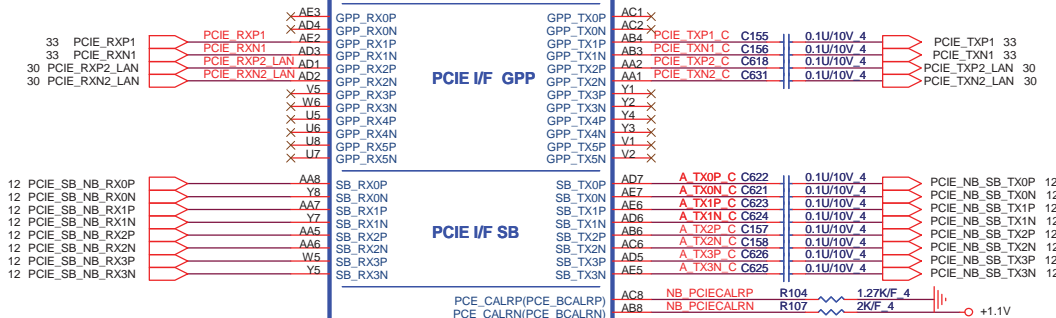 AE3 GPP_RX0P GPP_TX0P AC1
AD4 GPP_RX0N GPP_TX0N AC2
33 PCIE_RXP1 PCIE_RXP1 AE2 GPP_RX1P GPP_TX1P AB4 PCIE_TXP1_C C155 0.1U/10V_4 PCIE_TXP1 33
33 PCIE_RXN1 PCIE_RXN1 AD3 GPP_RX1N GPP_TX1N AB3 PCIE_TXN1_C C156 0.1U/10V_4 PCIE_TXN1 33
30 PCIE_RXP2_LAN PCIE_RXP2_LAN AD1 GPP_RX2P PCIE I/F GPP GPP_TX2P AA2 PCIE_TXP2_C C618 0.1U/10V_4 PCIE_TXP2_LAN 30
30 PCIE_RXN2_LAN PCIE_RXN2_LAN AD2 GPP_RX2N GPP_TX2N AA1 PCIE_TXN2_C C631 0.1U/10V_4 PCIE_TXN2_LAN 30
V5 GPP_RX3P GPP_TX3P Y1
W6 GPP_RX3N GPP_TX3N Y2
U5 GPP_RX4P GPP_TX4P Y4
U6 GPP_RX4N GPP_TX4N Y3
U8 GPP_RX5P GPP_TX5P V1
U7 GPP_RX5N GPP_TX5N V2
12 PCIE_SB_NB_RX0P AA8 SB_RX0P SB_TX0P AD7 A_TX0P_C C622 0.1U/10V_4 PCIE_NB_SB_TX0P 12
12 PCIE_SB_NB_RX0N Y8 SB_RX0N SB_TX0N AE7 A_TX0N_C C621 0.1U/10V_4 PCIE_NB_SB_TX0N 12
12 PCIE_SB_NB_RX1P AA7 SB_RX1P SB_TX1P AE6 A_TX1P_C C623 0.1U/10V_4 PCIE_NB_SB_TX1P 12
12 PCIE_SB_NB_RX1N Y7 SB_RX1N SB_TX1N AD6 A_TX1N_C C624 0.1U/10V_4 PCIE_NB_SB_TX1N 12
12 PCIE_SB_NB_RX2P AA5 SB_RX2P PCIE I/F SB SB_TX2P AB6 A_TX2P_C C157 0.1U/10V_4 PCIE_NB_SB_TX2P 12
12 PCIE_SB_NB_RX2N AA6 SB_RX2N SB_TX2N AC6 A_TX2N_C C158 0.1U/10V_4 PCIE_NB_SB_TX2N 12
12 PCIE_SB_NB_RX3P W5 SB_RX3P SB_TX3P AD5 A_TX3P_C C626 0.1U/10V_4 PCIE_NB_SB_TX3P 12
12 PCIE_SB_NB_RX3N Y5 SB_RX3N SB_TX3N AE5 A_TX3N_C C625 0.1U/10V_4 PCIE_NB_SB_TX3N 12
PCE_CALRP(PCE_BCALRP) AC8 NB_PCIECALRP R104 1.27K/F_4
PCE_CALRN(PCE_BCALRN) AB8 NB_PCIECALRN R107 2K/F_4 +1.1V